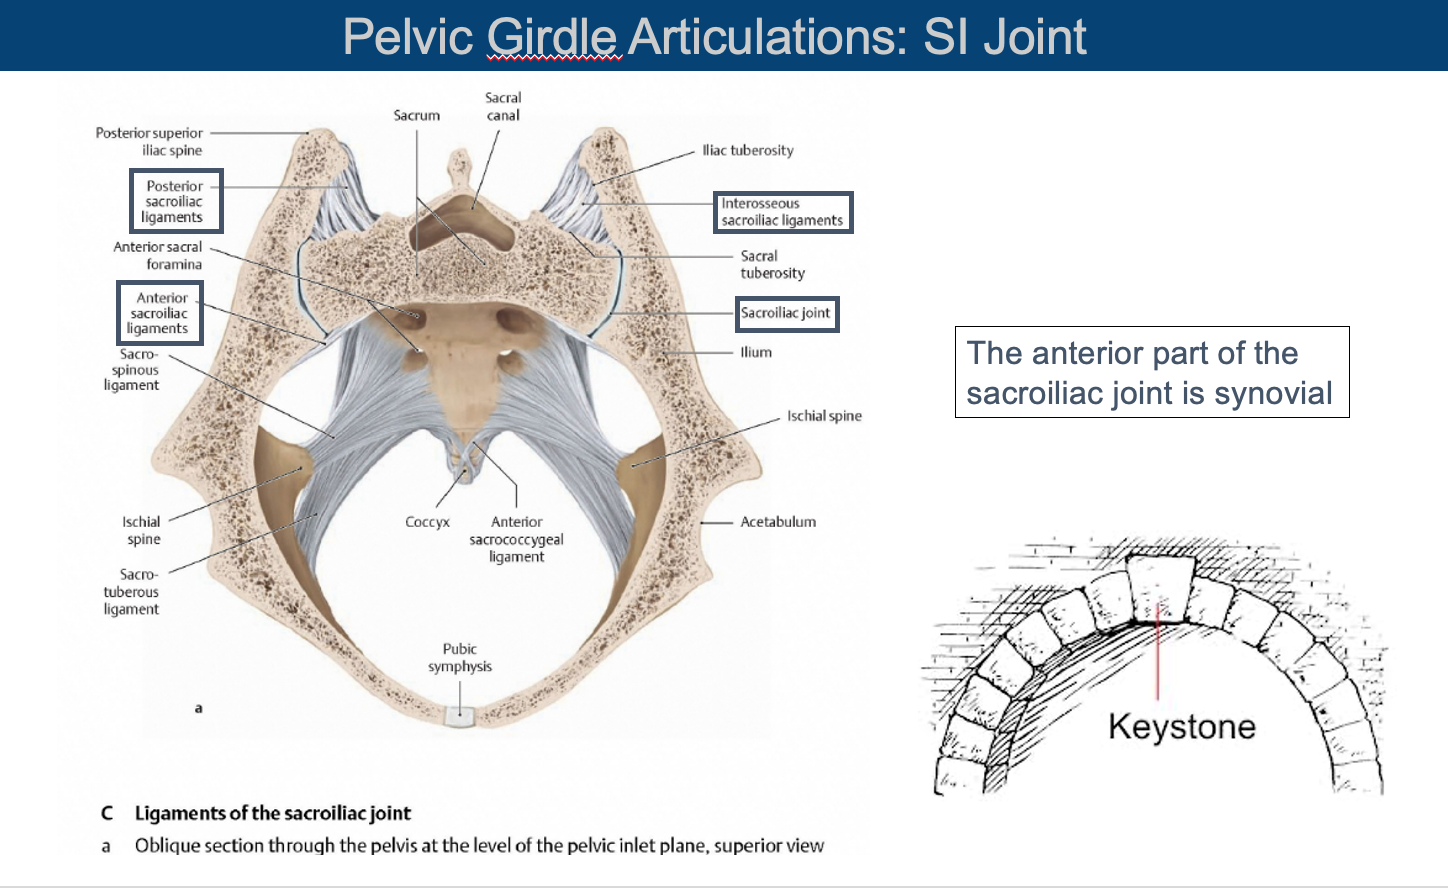 Pelvic Girdle Articulations: SI Joint
Sacral
canal
Sacrum
Posterior superior
iliac spine
Iliac tuberosity
Posterior
sacroiliac
ligaments
Interosseous
sacroiliac ligaments
Anterior sacral
foramina
Sacral
tuberosity
Anterior
sacroiliac
ligaments
Sacroiliac joint
Sacro-
spinous
ligament
Ilium
The anterior part of the
sacroiliac joint is synovial
Ischial spine
Ischial
spine
Coccyx
Anterior
sacrococcygeal
ligament
Acetabulum
Sacro-
tuberous
ligament
Pubic
symphysis
a
Keystone
C Ligaments of the sacroiliac joint
a Oblique section through the pelvis at the level of the pelvic inlet plane, superior view